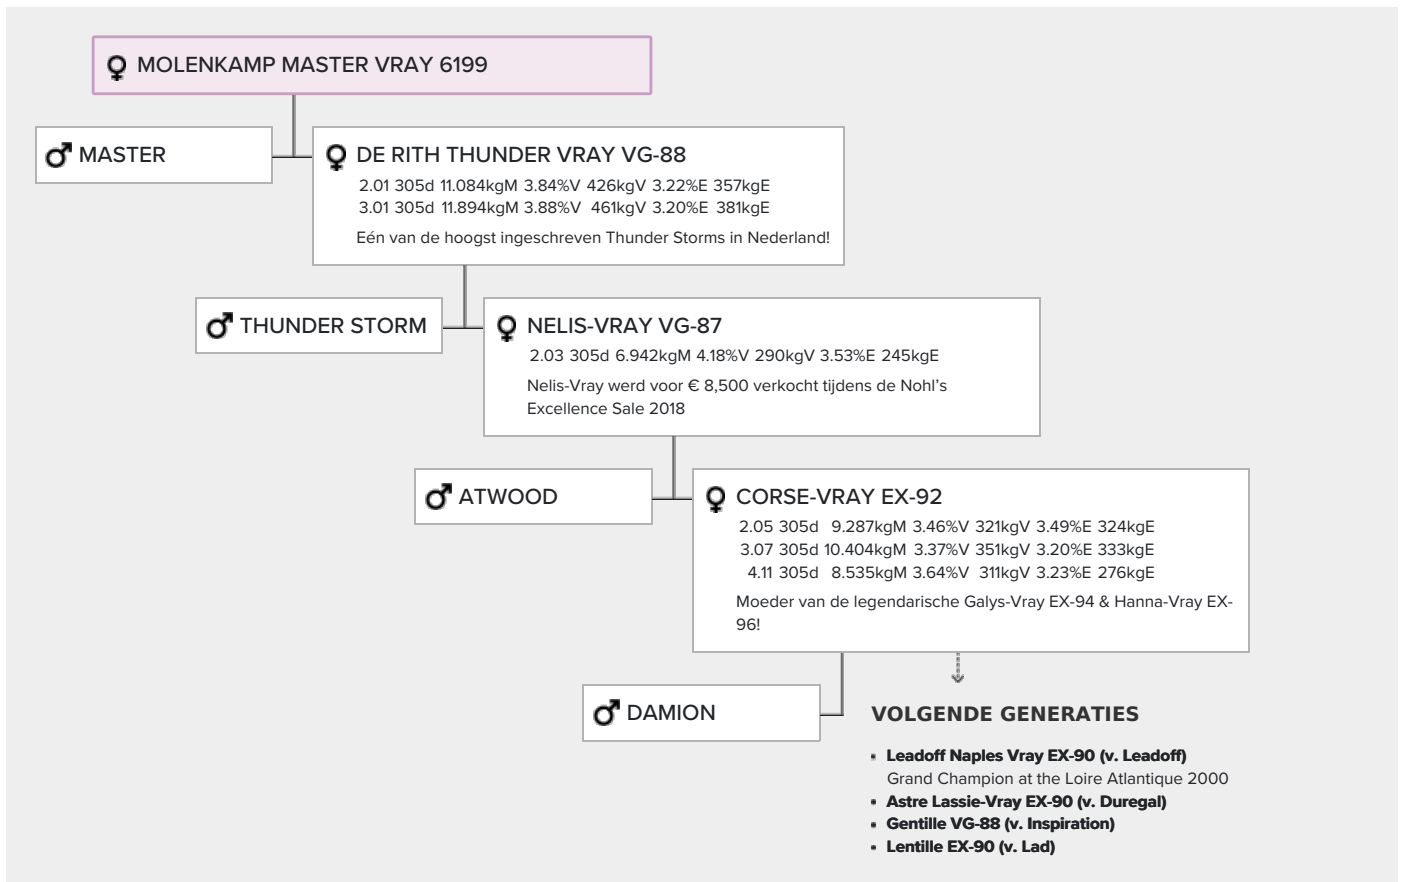 MOLENKAMP MASTER VRAY 6199
MASTER
DE RITH THUNDER VRAY VG-88
2.01 305d 11.084kgM 3.84%V 426kgV 3.22%E 357kgE
3.01 305d 11.894kgM 3.88%V 461kgV 3.20%E 381kgE
Eén van de hoogst ingeschreven Thunder Storms in Nederland!
THUNDER STORM
NELIS-VRAY VG-87
2.03 305d 6.942kgM 4.18%V 290kgV 3.53%E 245kgE
Nelis-Vray werd voor € 8,500 verkocht tijdens de Nohl's
Excellence Sale 2018
ATWOOD
CORSE-VRAY EX-92
2.05 305d 9.287kgM 3.46%V 321kgV 3.49%E 324kgE
3.07 305d 10.404kgM 3.37%V 351kgV 3.20%E 333kgE
4.11 305d 8.535kgM 3.64%V 311kgV 3.23%E 276kgE
Moeder van de legendarische Galys-Vray EX-94 & Hanna-Vray EX-
96!
DAMION
VOLGENDE GENERATIES
Leadoff Naples Vray EX-90 (v. Leadoff)
Grand Champion at the Loire Atlantique 2000
Astre Lassie-Vray EX-90 (v. Duregal)
Gentille VG-88 (v. Inspiration)
Lentille EX-90 (v. Lad)